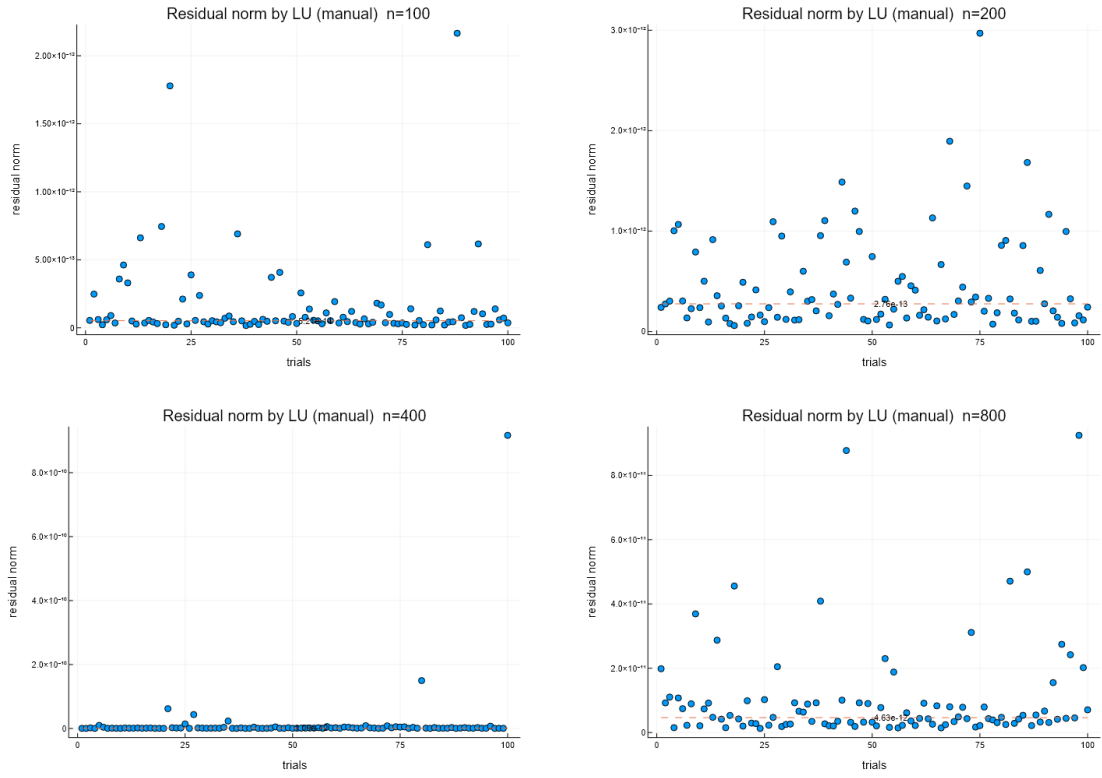 Residual norm by LU (manual) n=100
residual norm
2.00×10⁻¹²
1.50×10⁻¹²
1.00×10⁻¹²
5.00×10⁻¹³
0
0
25
50
75
100
trials
Residual norm by LU (manual) n=200
residual norm
3.0×10⁻¹²
2.0×10⁻¹²
1.0×10⁻¹²
0
2.76e-13
0
25
50
75
100
trials
Residual norm by LU (manual) n=400
residual norm
8.0×10⁻¹⁰
6.0×10⁻¹⁰
4.0×10⁻¹⁰
2.0×10⁻¹⁰
0
0
25
50
75
100
trials
Residual norm by LU (manual) n=800
residual norm
8.0×10⁻¹¹
6.0×10⁻¹¹
4.0×10⁻¹¹
2.0×10⁻¹¹
0
4.63e-12
0
25
50
75
100
trials